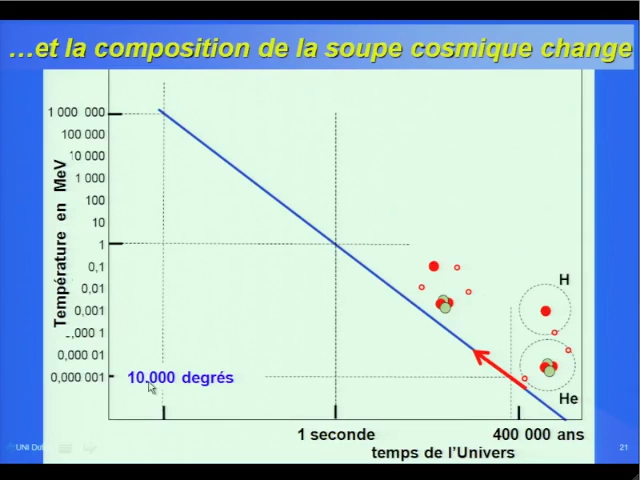 …et la composition de la soupe cosmique change
1 000 000
100 000
10 000
1 000
100
10
1
0,1
0,01
0,001
-,000 1
0,000 01
0,000 001
Température en MeV
10.000 degrés
H
He
1 seconde
400 000 ans
temps de l'Univers
21